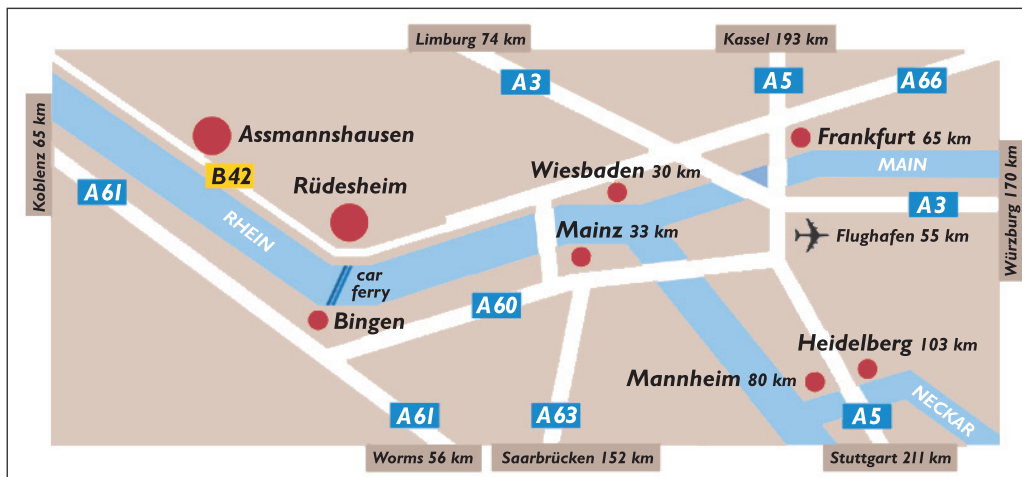 Limburg 74 km
Kassel 193 km
A3
A5
A66
Koblenz 65 km
Assmannshausen
Frankfurt 65 km
MAIN
B42
Wiesbaden 30 km
A61
Rüdesheim
A3
Würzburg 170 km
RHEIN
Mainz 33 km
Flughafen 55 km
car
ferry
A60
Bingen
Heidelberg 103 km
Mannheim 80 km
NECKAR
A61
A63
A5
Worms 56 km
Saarbrücken 152 km
Stuttgart 211 km